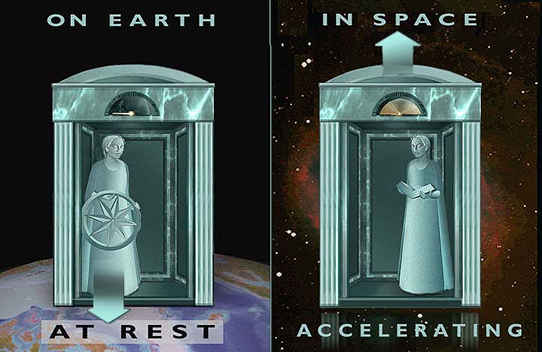 ON EARTH
AT REST
IN SPACE
ACCELERATING